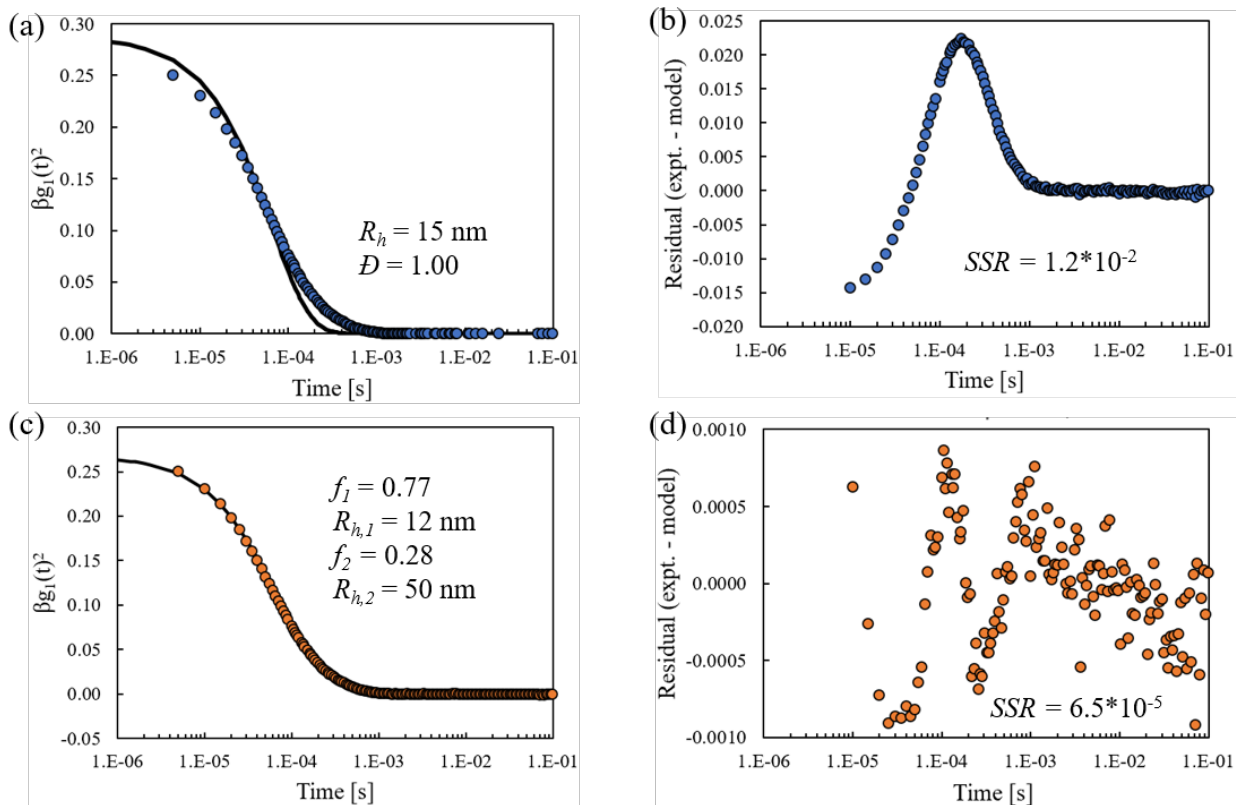 (a)
0.30
0.25
0.20
0.15
0.10
0.05
0.00
βg₁(t)²
Rₕ = 15 nm
Đ = 1.00
1.E-06 1.E-05 1.E-04 1.E-03 1.E-02 1.E-01
Time [s]
(b)
0.025
0.020
0.015
0.010
0.005
0.000
-0.005
-0.010
-0.015
-0.020
Residual (expt. - model)
SSR = 1.2*10⁻²
1.E-06 1.E-05 1.E-04 1.E-03 1.E-02 1.E-01
Time [s]
(c)
0.30
0.25
0.20
0.15
0.10
0.05
0.00
-0.05
βg₁(t)²
f₁ = 0.77
Rₕ,₁ = 12 nm
f₂ = 0.28
Rₕ,₂ = 50 nm
1.E-06 1.E-05 1.E-04 1.E-03 1.E-02 1.E-01
Time [s]
(d)
0.0010
0.0005
0.0000
-0.0005
-0.0010
Residual (expt. - model)
SSR = 6.5*10⁻⁵
1.E-06 1.E-05 1.E-04 1.E-03 1.E-02 1.E-01
Time [s]